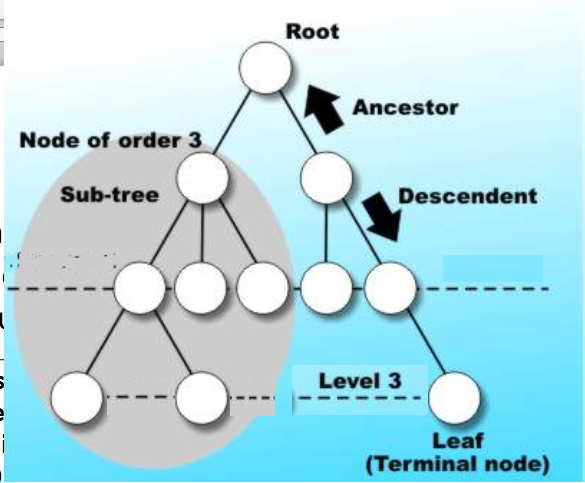 Root
Ancestor
Node of order 3
Sub-tree
Descendent
Level 3
Leaf
(Terminal node)